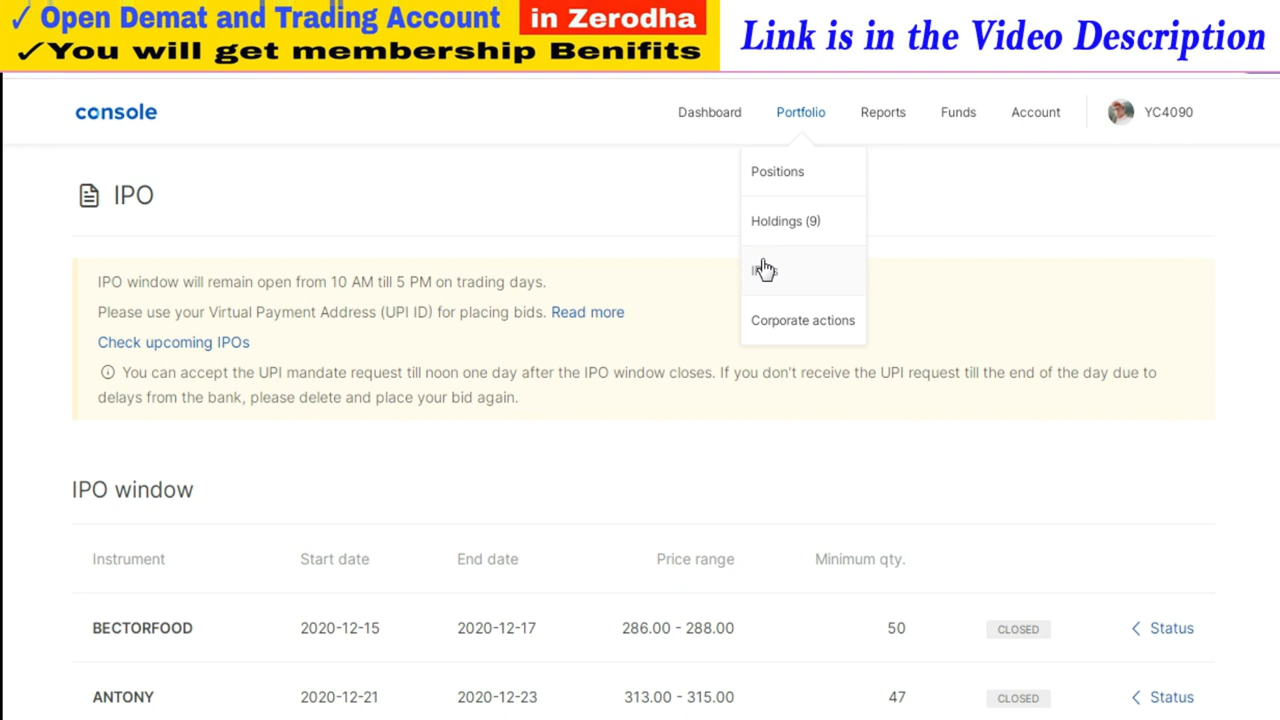 ✓ Open Demat and Trading Account in Zerodha
✓You will get membership Benifits
Link is in the Video Description
console
Dashboard Portfolio Reports Funds Account YC4090
Positions
Holdings (9)
Corporate actions
IPO
IPO window will remain open from 10 AM till 5 PM on trading days.
Please use your Virtual Payment Address (UPI ID) for placing bids. Read more
Check upcoming IPOs
You can accept the UPI mandate request till noon one day after the IPO window closes. If you don't receive the UPI request till the end of the day due to
delays from the bank, please delete and place your bid again.
IPO window
Instrument Start date End date Price range Minimum qty.
BECTORFOOD 2020-12-15 2020-12-17 286.00 - 288.00 50 CLOSED Status
ANTONY 2020-12-21 2020-12-23 313.00 - 315.00 47 CLOSED Status